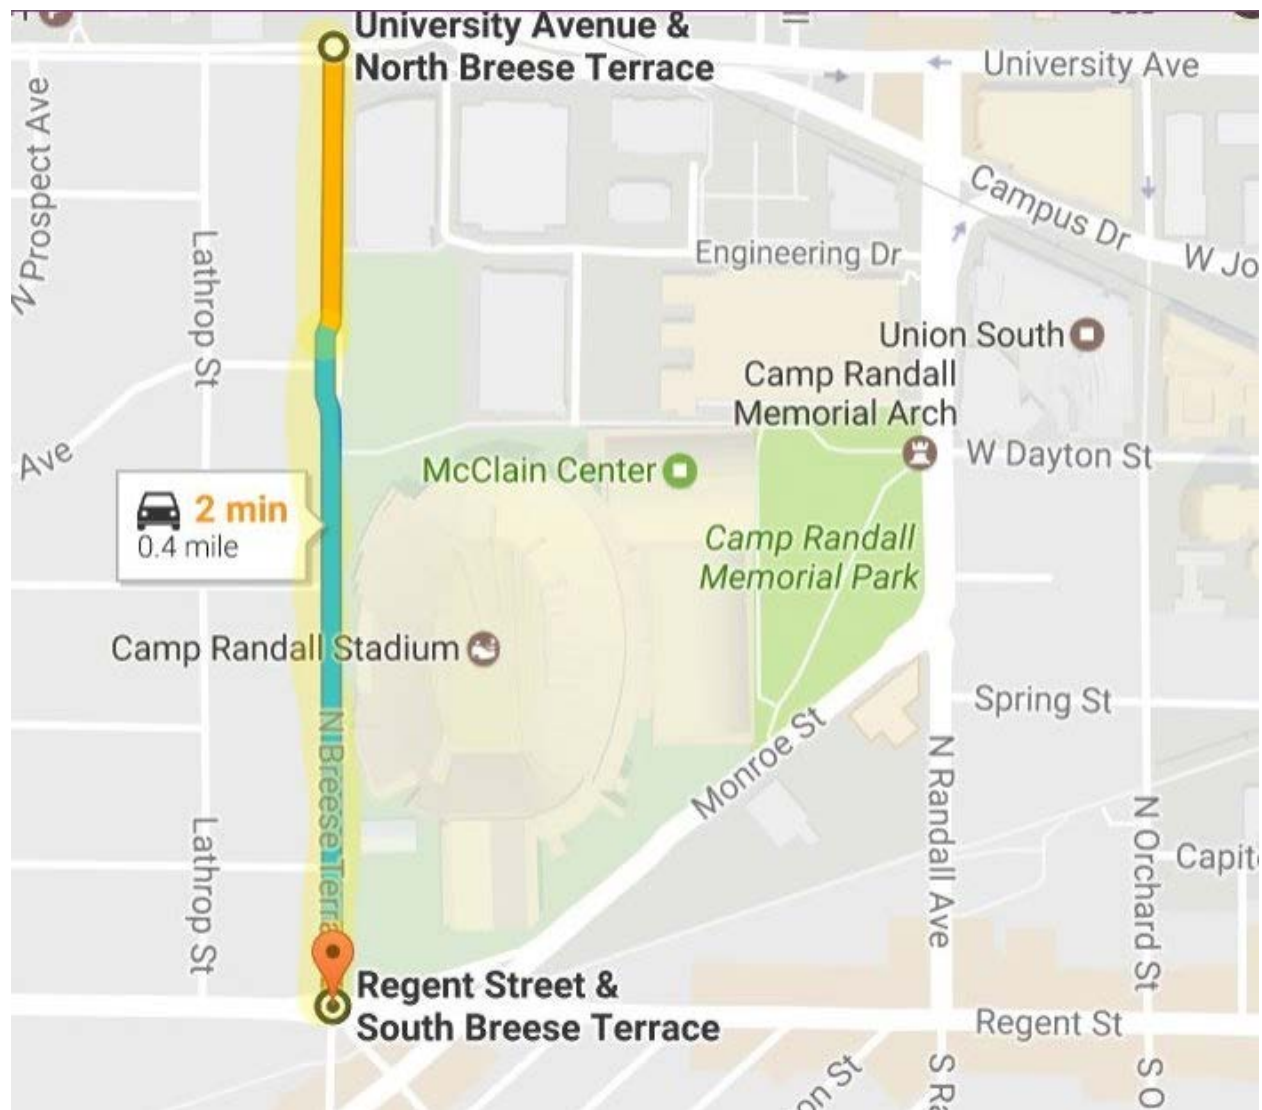 University Avenue &
North Breese Terrace
University Ave
N Prospect Ave
Campus Dr
Lathrop St
Engineering Dr
W Jo
Union South
Camp Randall
Memorial Arch
Ave
McClain Center
W Dayton St
2 min
0.4 mile
Camp Randall
Memorial Park
Camp Randall Stadium
Spring St
Monroe St
N Breese Terra
N Randall Ave
Lathrop St
N Orchard St
Capit
Regent Street &
South Breese Terrace
Regent St
on St
S Ra
S O